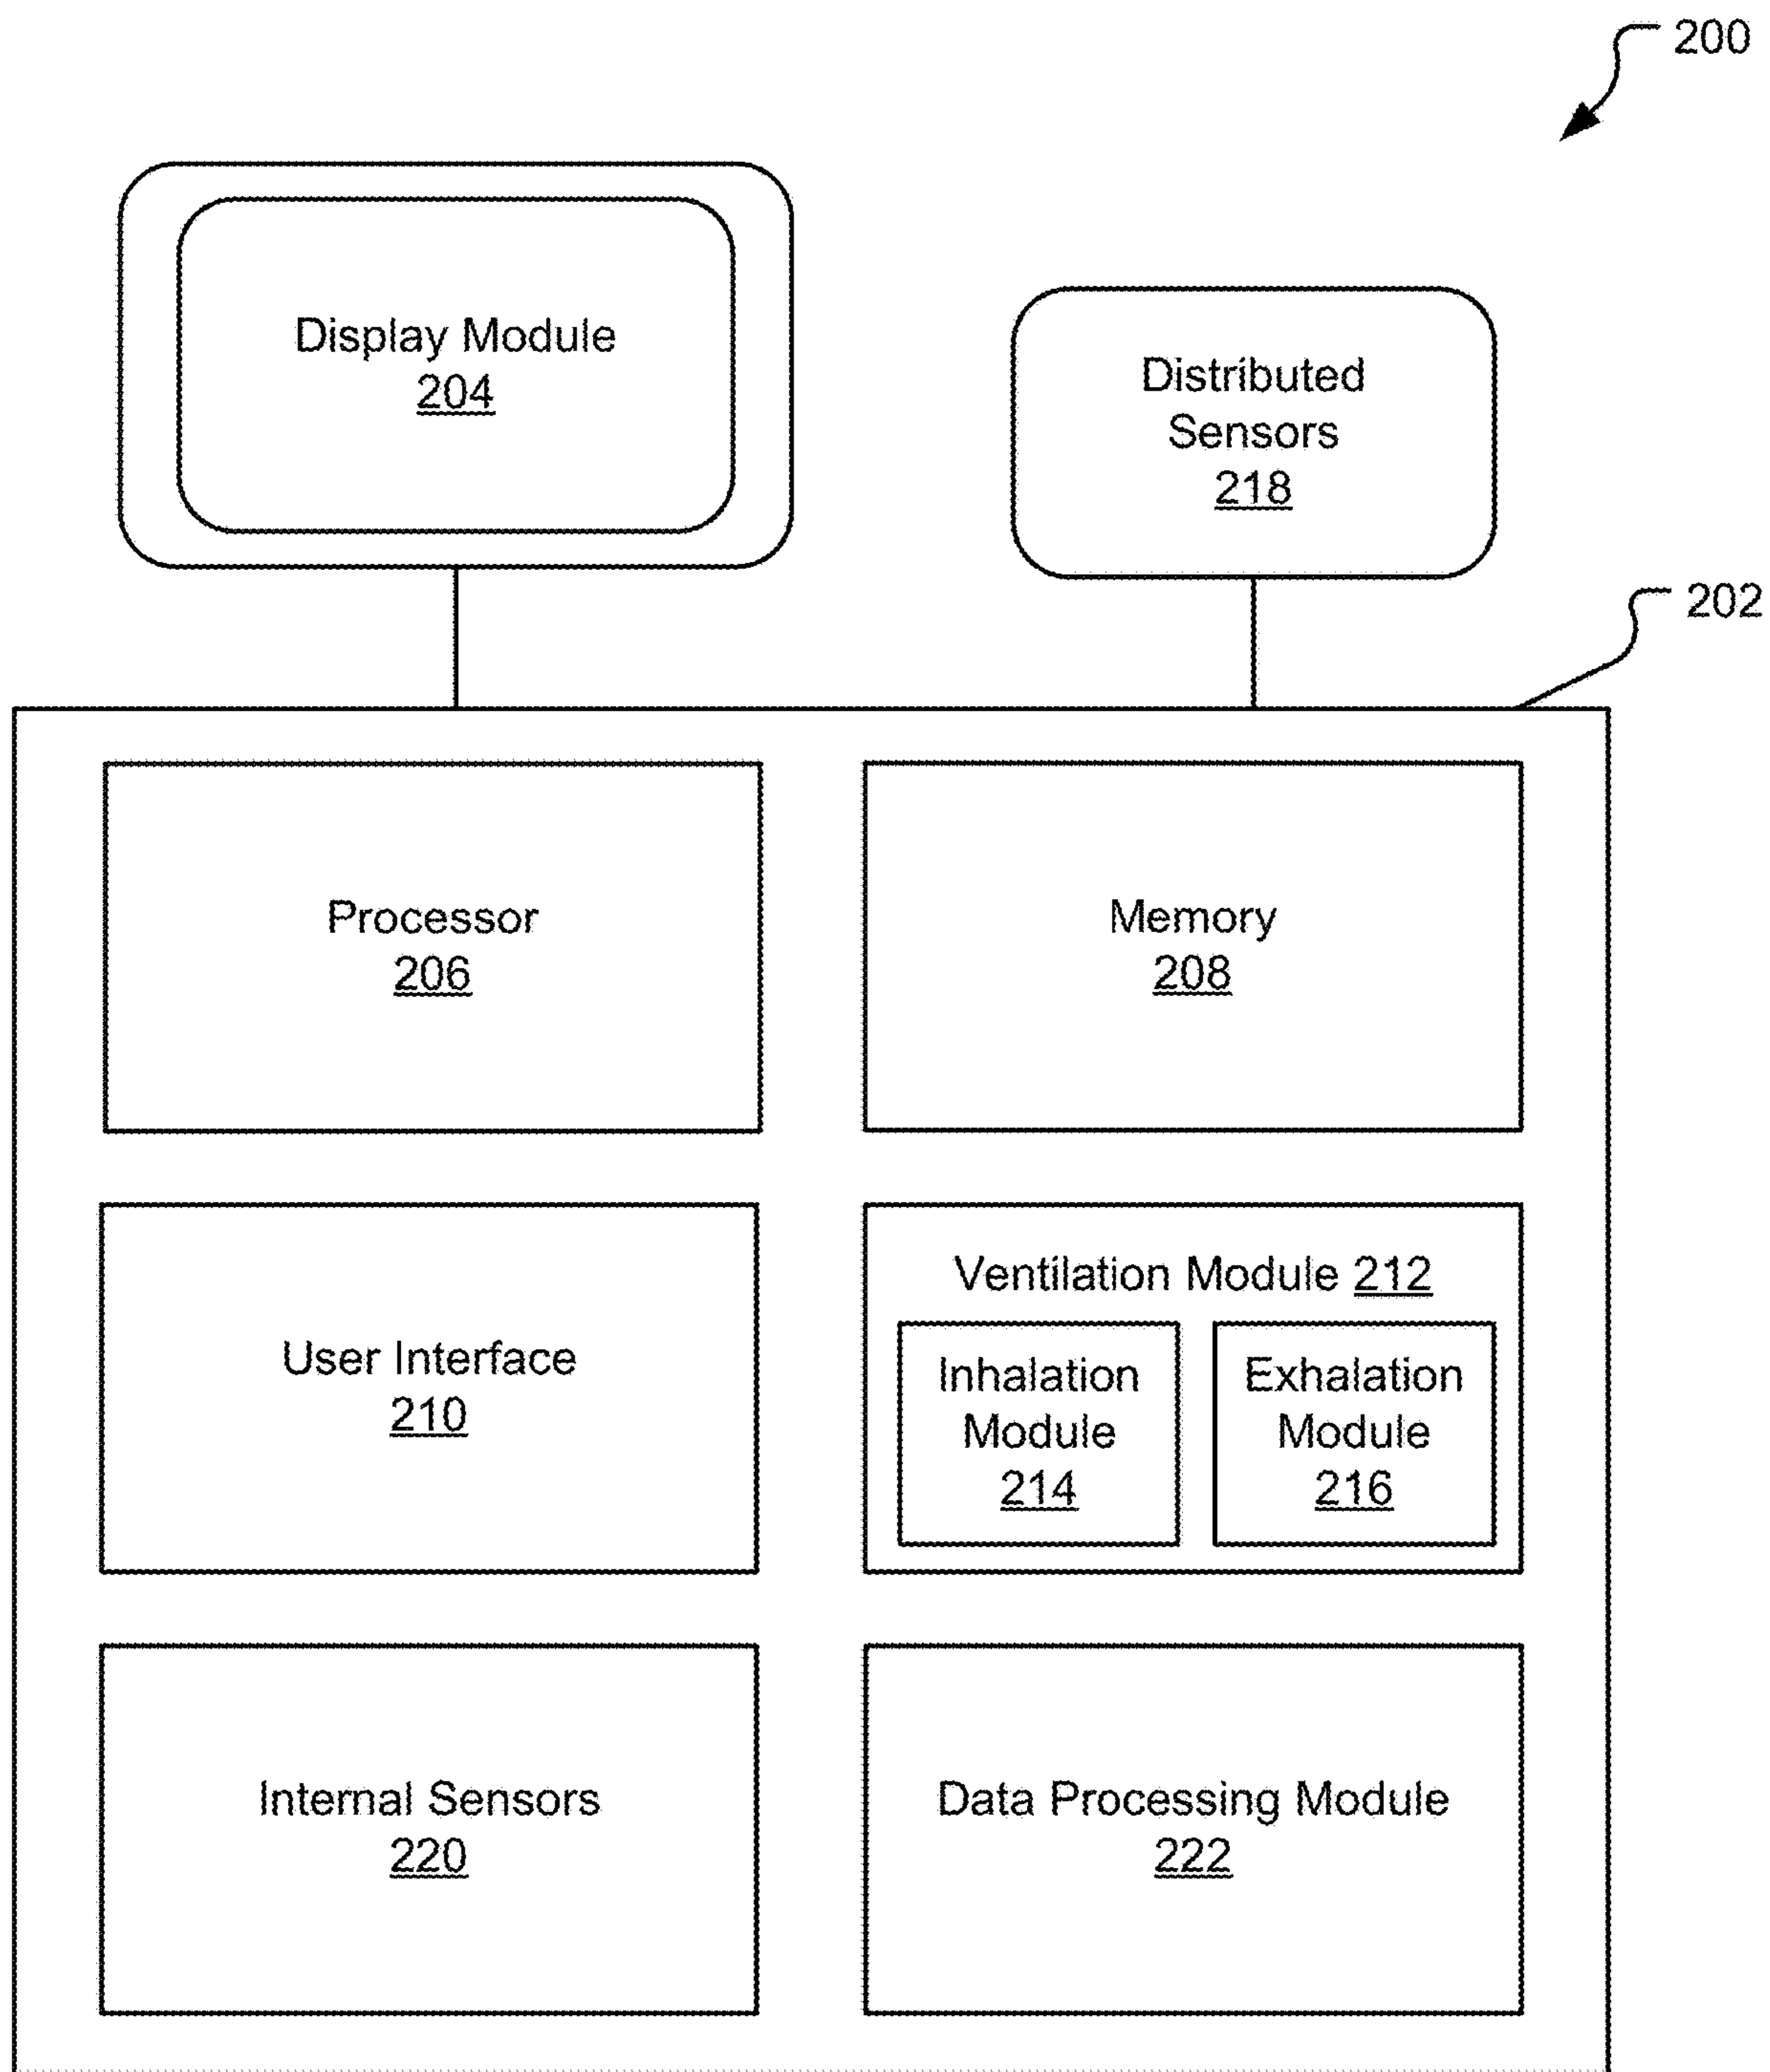 200
Display Module
204
Distributed
Sensors
218
202
Processor
206
Memory
208
User Interface
210
Ventilation Module 212
Inhalation
Module
214
Exhalation
Module
216
Internal Sensors
220
Data Processing Module
222